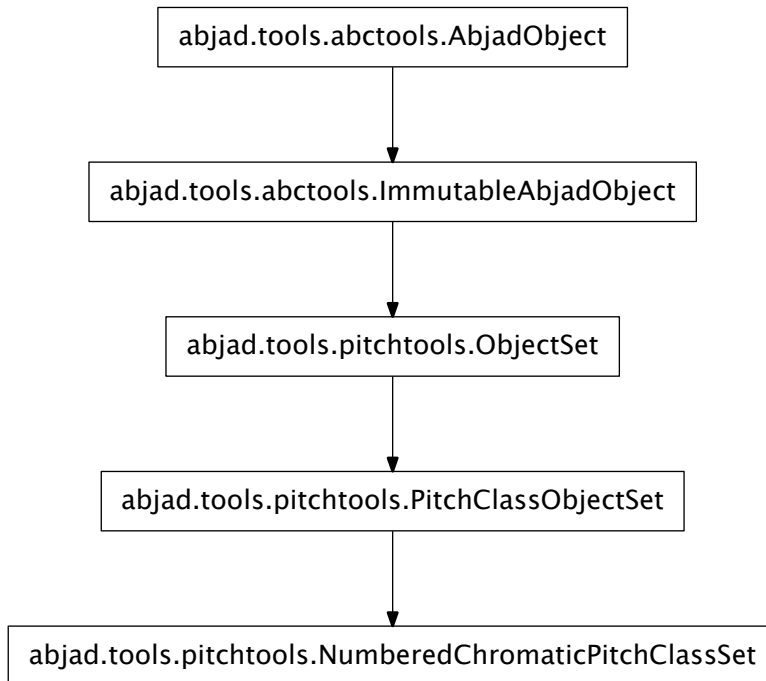 abjad.tools.abctools.AbjadObject
abjad.tools.abctools.ImmutableAbjadObject
abjad.tools.pitchtools.ObjectSet
abjad.tools.pitchtools.PitchClassObjectSet
abjad.tools.pitchtools.NumberedChromaticPitchClassSet